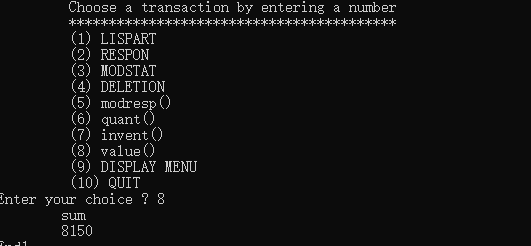 Choose a transaction by entering a number
******************************************
(1) LISPART
(2) RESPON
(3) MODSTAT
(4) DELETION
(5) modresp()
(6) quant()
(7) invent()
(8) value()
(9) DISPLAY MENU
(10) QUIT
Enter your choice ? 8
sum
8150